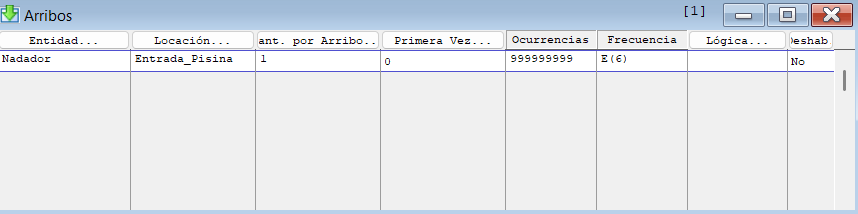 Arribos [1]
Entidad... Locación... ant. por Arribo.. Primera Vez... Ocurrencias Frecuencia Lógica... Deshab
Nadador Entrada_Pisina 1 0 999999999 E(6) No